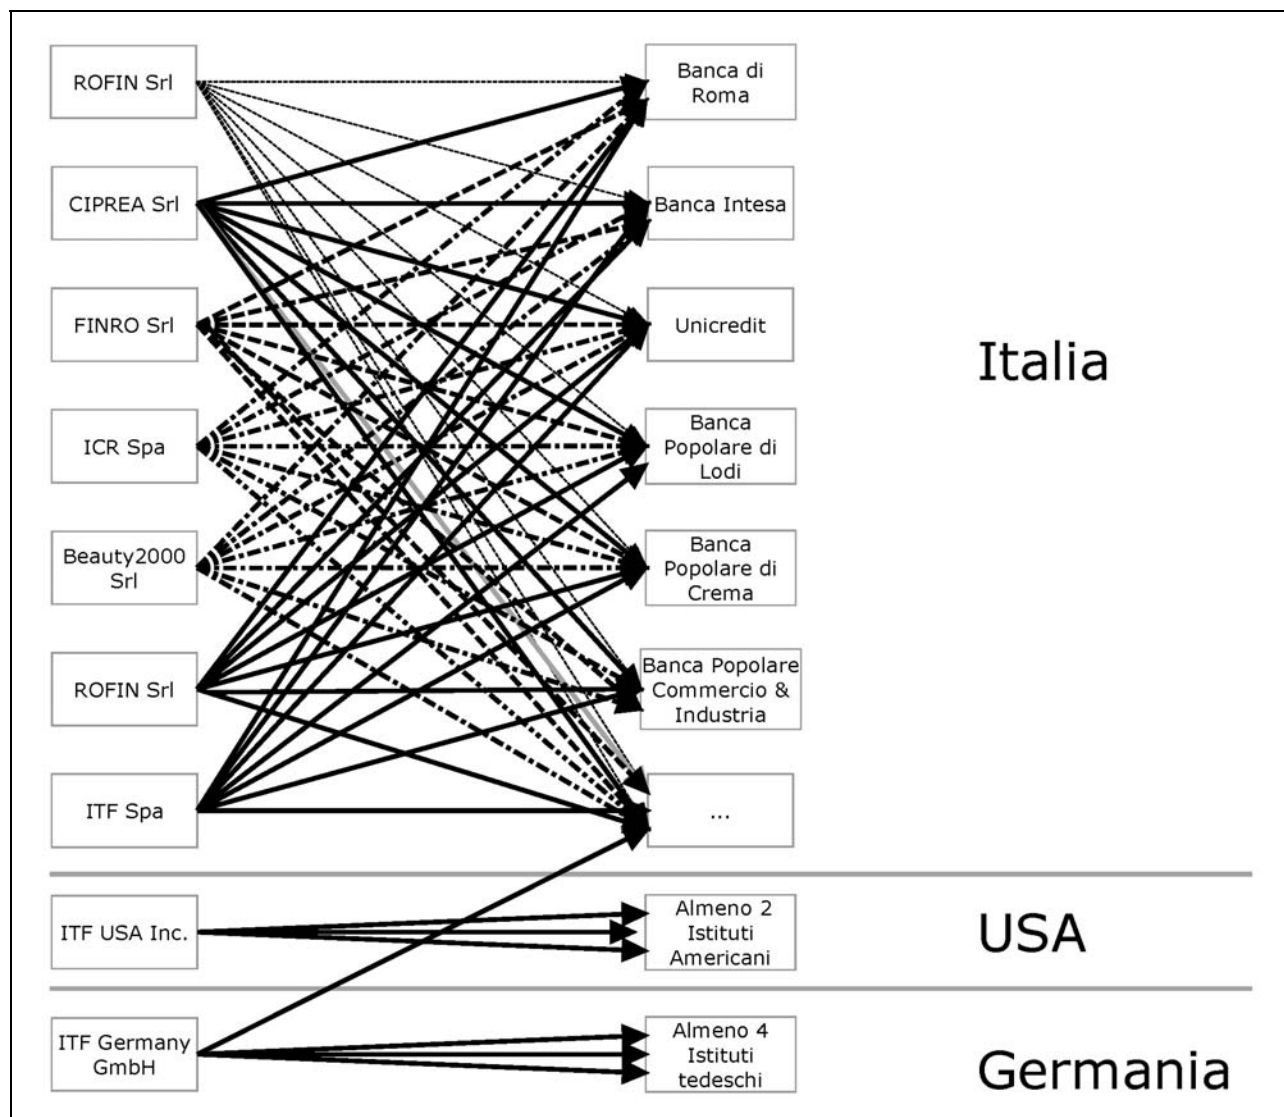 ROFIN Srl
Banca di
Roma
CIPREA Srl
Banca Intesa
FINRO Srl
Unicredit
Italia
ICR Spa
Banca
Popolare di
Lodi
Beauty2000
Srl
Banca
Popolare di
Crema
ROFIN Srl
Banca Popolare
Commercio &
Industria
ITF Spa
...
ITF USA Inc.
Almeno 2
Istituti
Americani
USA
ITF Germany
GmbH
Almeno 4
Istituti
tedeschi
Germania